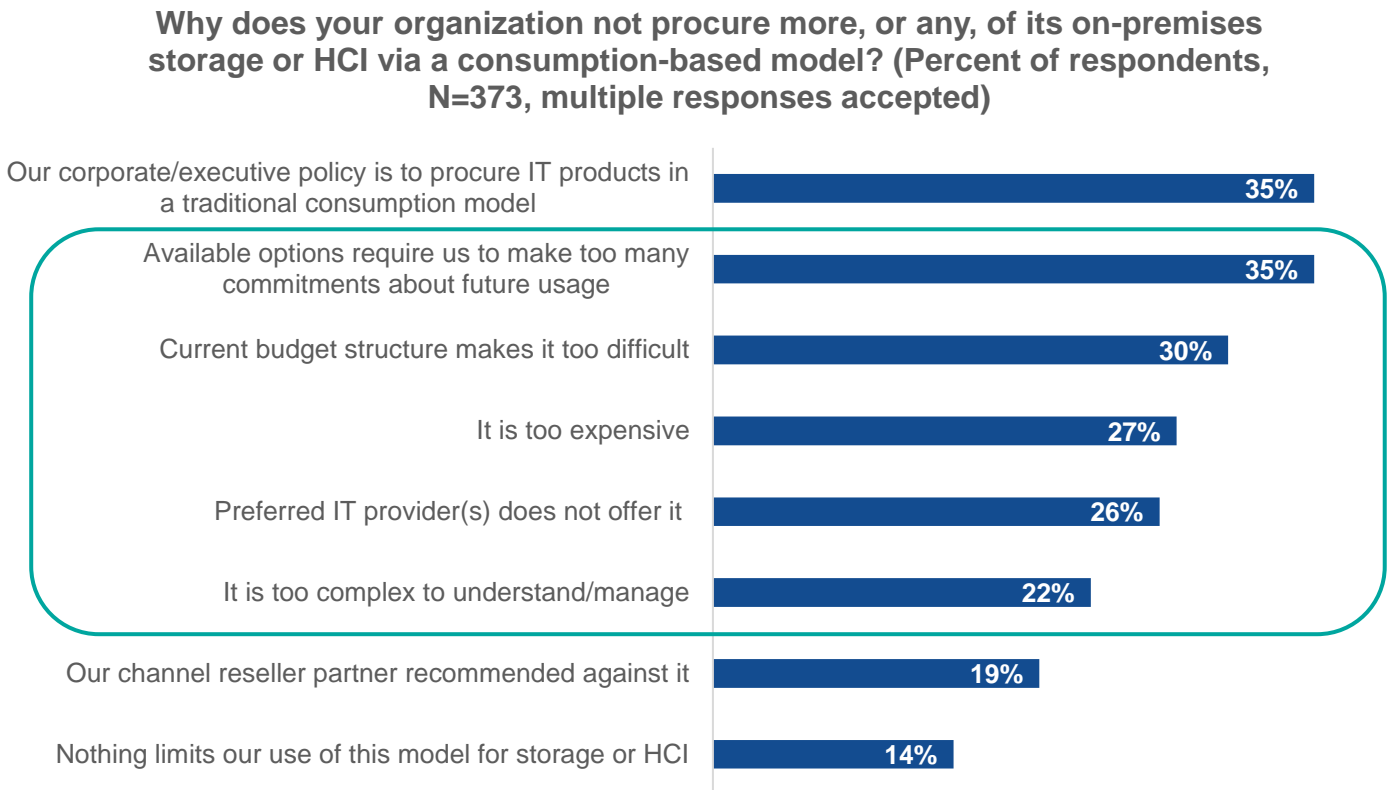 Why does your organization not procure more, or any, of its on-premises
storage or HCI via a consumption-based model? (Percent of respondents,
N=373, multiple responses accepted)
Our corporate/executive policy is to procure IT products in
a traditional consumption model
35%
Available options require us to make too many
commitments about future usage
35%
Current budget structure makes it too difficult
30%
It is too expensive
27%
Preferred IT provider(s) does not offer it
26%
It is too complex to understand/manage
22%
Our channel reseller partner recommended against it
19%
Nothing limits our use of this model for storage or HCI
14%